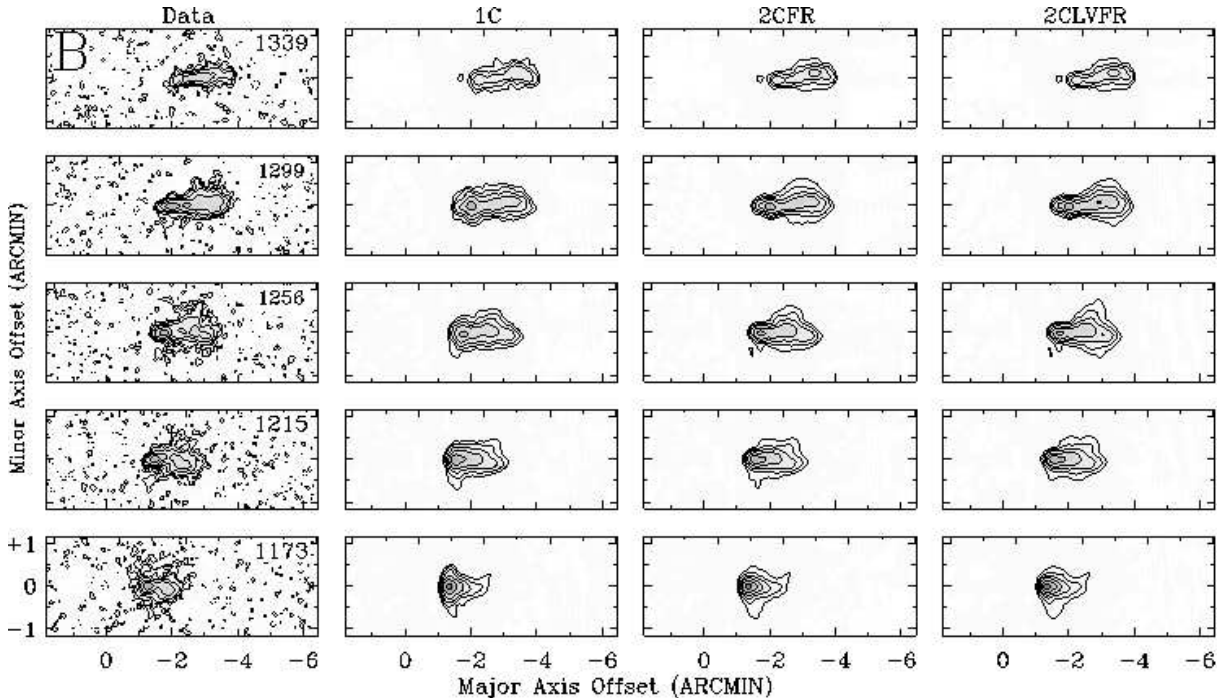 Data 1C 2CFR 2CLVFR
B 1339
1299
1256
1215
+1 1173
0
−1
0 −2 −4 −6 0 −2 −4 −6 0 −2 −4 −6 0 −2 −4 −6
Major Axis Offset (ARCMIN)
Minor Axis Offset (ARCMIN)